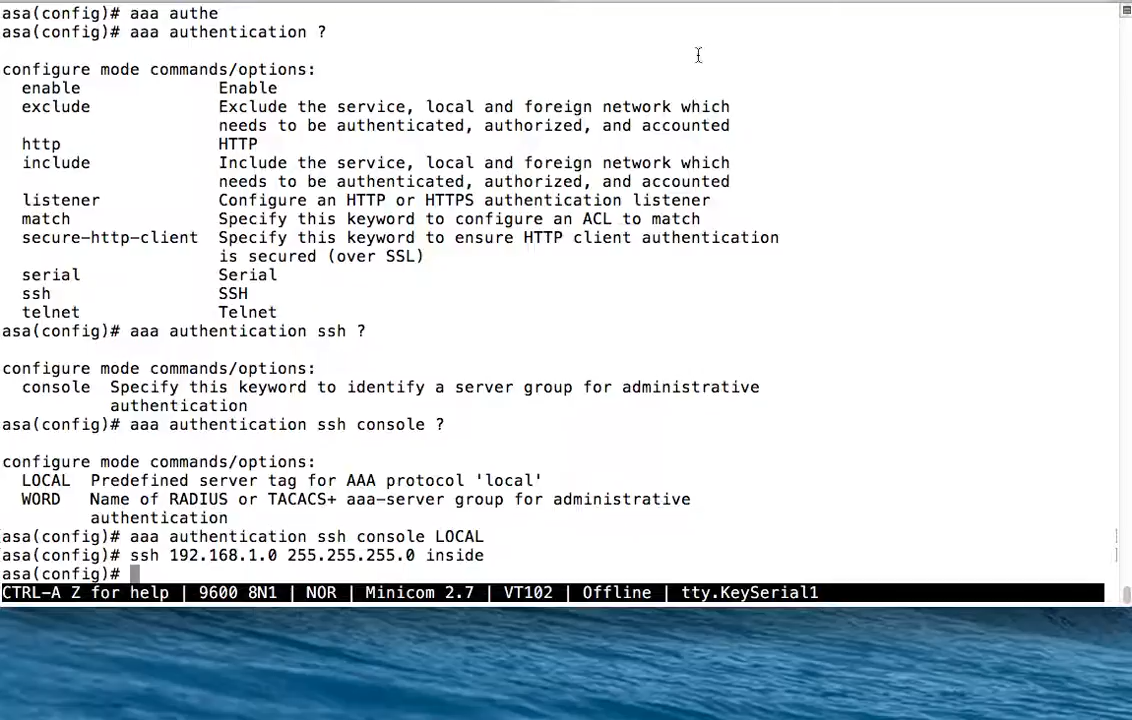 asa(config)# aaa authe
asa(config)# aaa authentication ?
configure mode commands/options:
enable Enable
exclude Exclude the service, local and foreign network which
needs to be authenticated, authorized, and accounted
http HTTP
include Include the service, local and foreign network which
needs to be authenticated, authorized, and accounted
listener Configure an HTTP or HTTPS authentication listener
match Specify this keyword to configure an ACL to match
secure-http-client Specify this keyword to ensure HTTP client authentication
is secured (over SSL)
serial Serial
ssh SSH
telnet Telnet
asa(config)# aaa authentication ssh ?
configure mode commands/options:
console Specify this keyword to identify a server group for administrative
authentication
asa(config)# aaa authentication ssh console ?
configure mode commands/options:
LOCAL Predefined server tag for AAA protocol 'local'
WORD Name of RADIUS or TACACS+ aaa-server group for administrative
authentication
asa(config)# aaa authentication ssh console LOCAL
asa(config)# ssh 192.168.1.0 255.255.255.0 inside
asa(config)#
CTRL-A Z for help | 9600 8N1 | NOR | Minicom 2.7 | VT102 | Offline | tty.KeySerial1